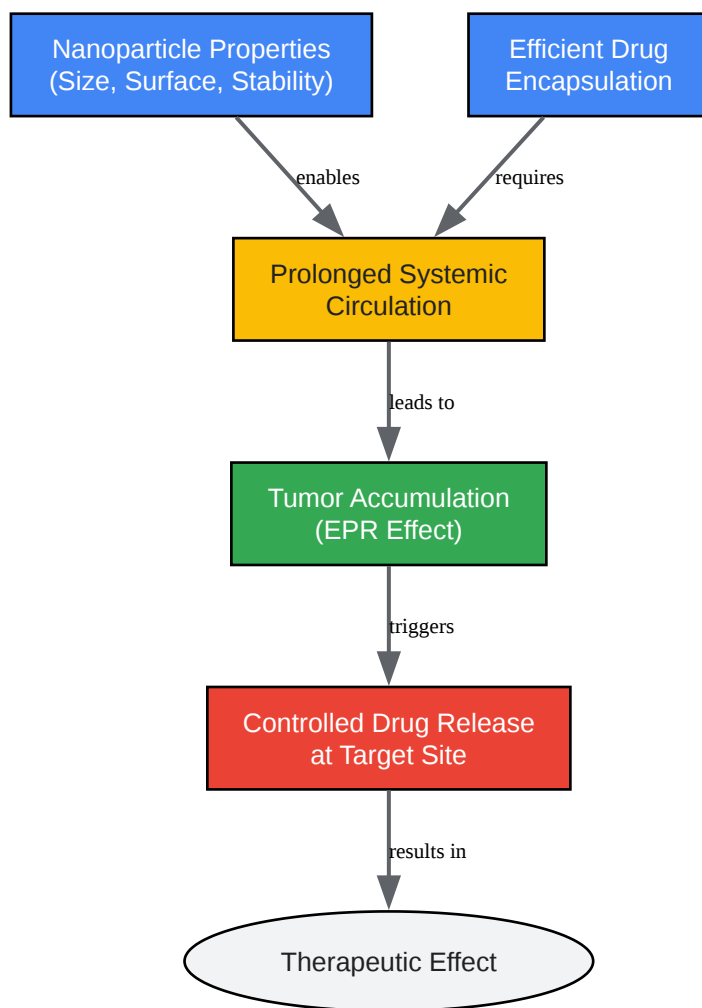 Nanoparticle Properties
(Size, Surface, Stability)
Efficient Drug
Encapsulation
enables
requires
Prolonged Systemic
Circulation
leads to
Tumor Accumulation
(EPR Effect)
triggers
Controlled Drug Release
at Target Site
results in
Therapeutic Effect